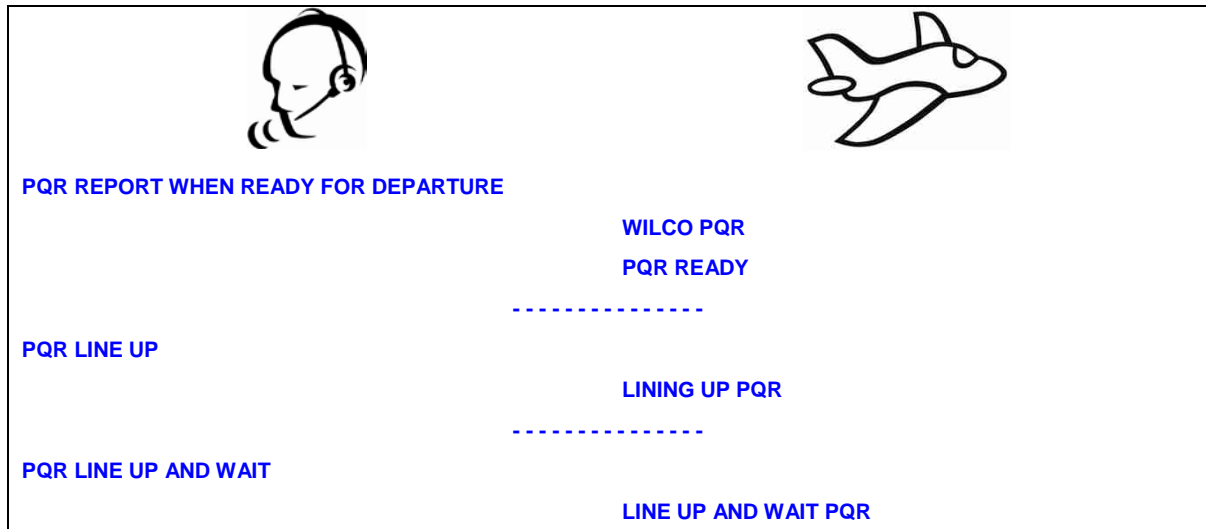 PQR REPORT WHEN READY FOR DEPARTURE
WILCO PQR
PQR READY
- - - - - - - - - - - - - - -
PQR LINE UP
LINING UP PQR
- - - - - - - - - - - - - - -
PQR LINE UP AND WAIT
LINE UP AND WAIT PQR